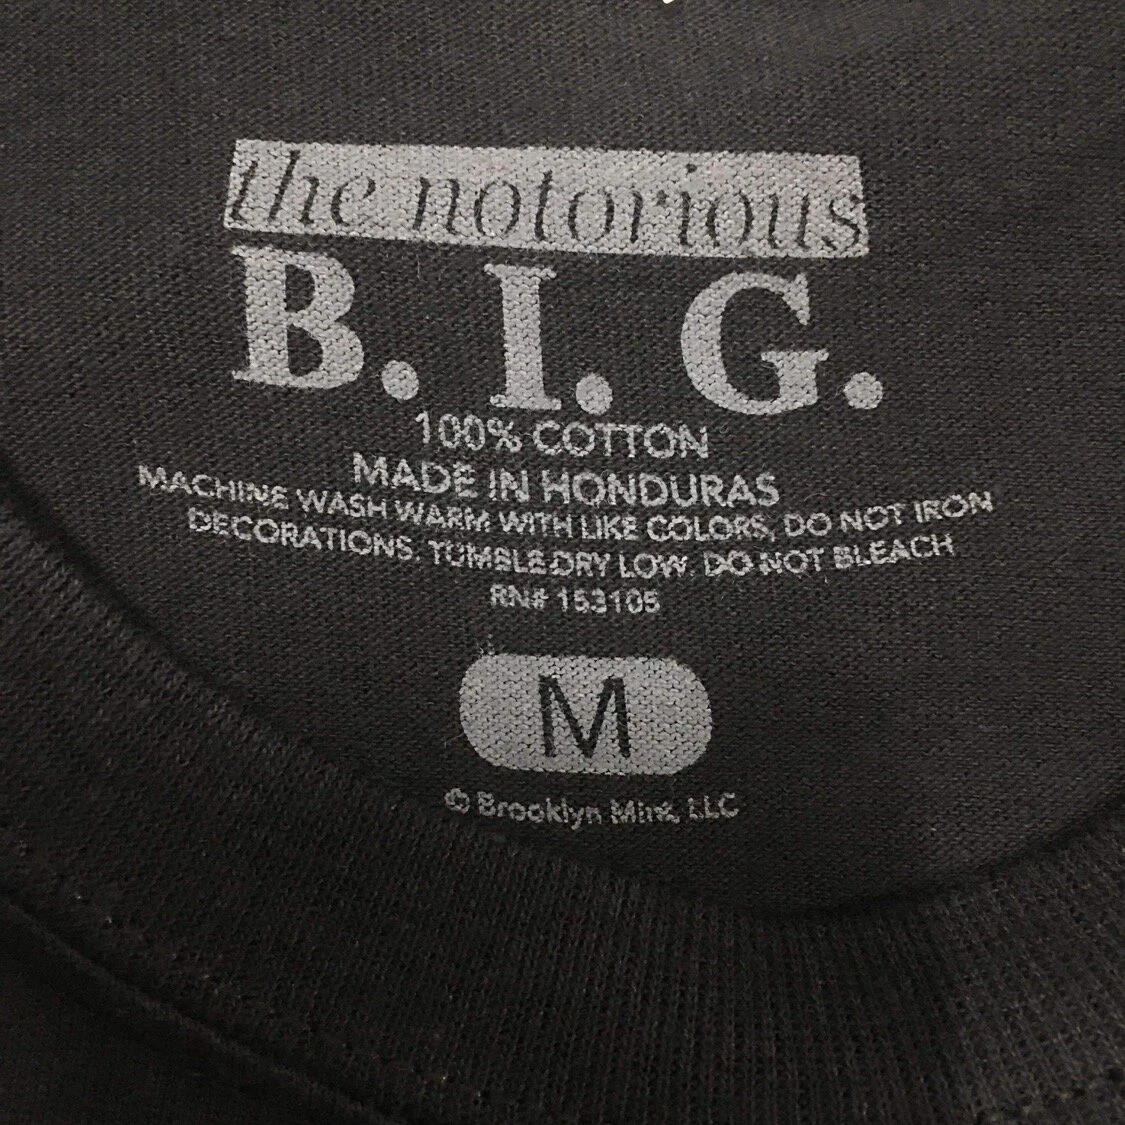 the notorious
B. I. G.
100% COTTON
MADE IN HONDURAS
MACHINE WASH WARM WITH LIKE COLORS, DO NOT IRON
DECORATIONS. TUMBLE DRY LOW. DO NOT BLEACH
RN# 153105
M
© Brooklyn Mint, LLC